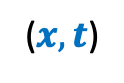 (x, t)